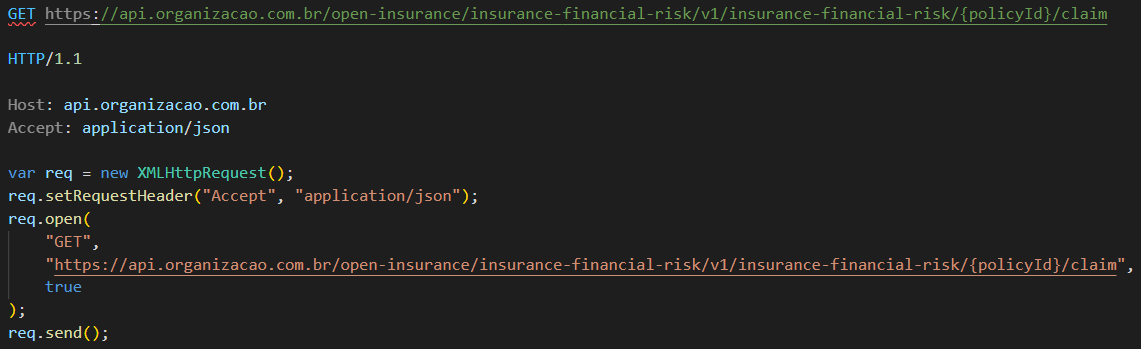 GET https://api.organizacao.com.br/open-insurance/insurance-financial-risk/v1/insurance-financial-risk/{policyId}/claim
HTTP/1.1
Host: api.organizacao.com.br
Accept: application/json
var req = new XMLHttpRequest();
req.setRequestHeader("Accept", "application/json");
req.open(
"GET",
"https://api.organizacao.com.br/open-insurance/insurance-financial-risk/v1/insurance-financial-risk/{policyId}/claim",
true
);
req.send();